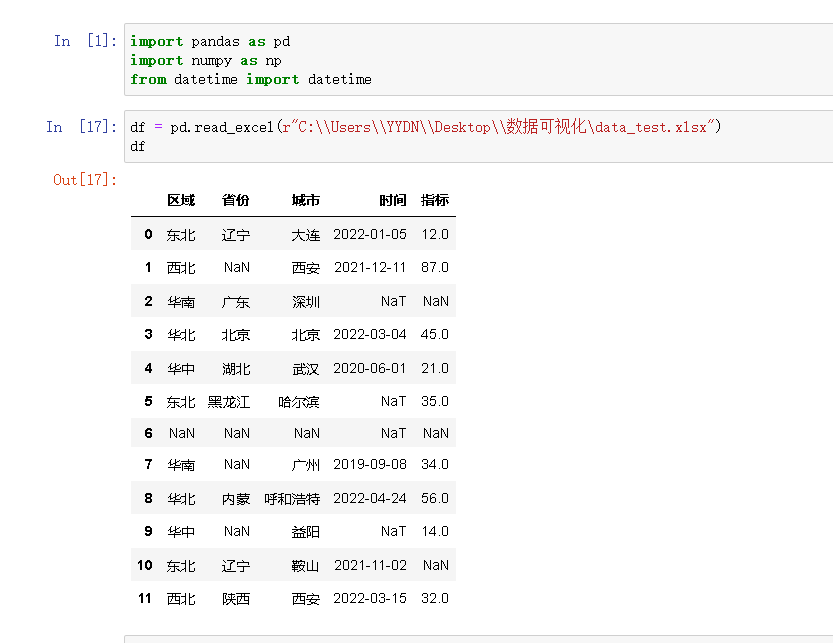 In [1]: import pandas as pd
import numpy as np
from datetime import datetime
In [17]: df = pd.read_excel(r"C:\\Users\\YYDN\\Desktop\\数据可视化\data_test.xlsx")
df
Out[17]:
区域 省份 城市 时间 指标
0 东北 辽宁 大连 2022-01-05 12.0
1 西北 NaN 西安 2021-12-11 87.0
2 华南 广东 深圳 NaT NaN
3 华北 北京 北京 2022-03-04 45.0
4 华中 湖北 武汉 2020-06-01 21.0
5 东北 黑龙江 哈尔滨 NaT 35.0
6 NaN NaN NaN NaT NaN
7 华南 NaN 广州 2019-09-08 34.0
8 华北 内蒙 呼和浩特 2022-04-24 56.0
9 华中 NaN 益阳 NaT 14.0
10 东北 辽宁 鞍山 2021-11-02 NaN
11 西北 陕西 西安 2022-03-15 32.0